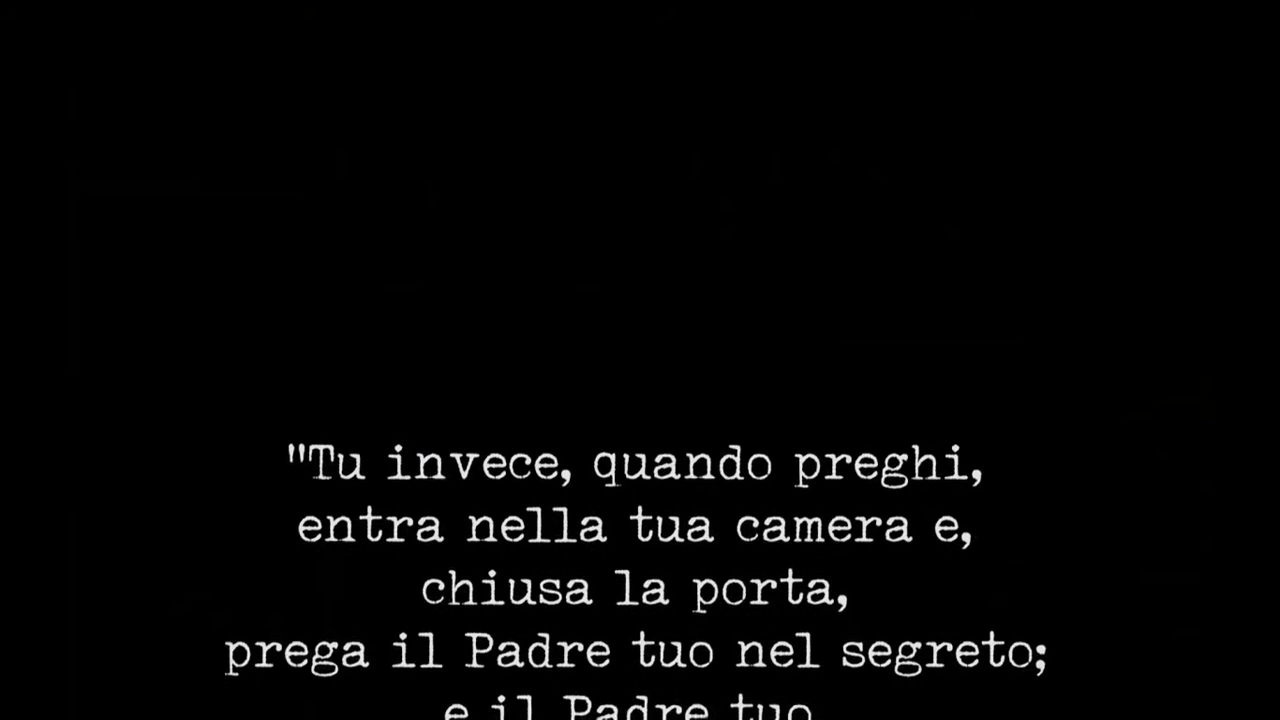 "Tu invece, quando preghi,
entra nella tua camera e,
chiusa la porta,
prega il Padre tuo nel segreto;
e il Padre tuo